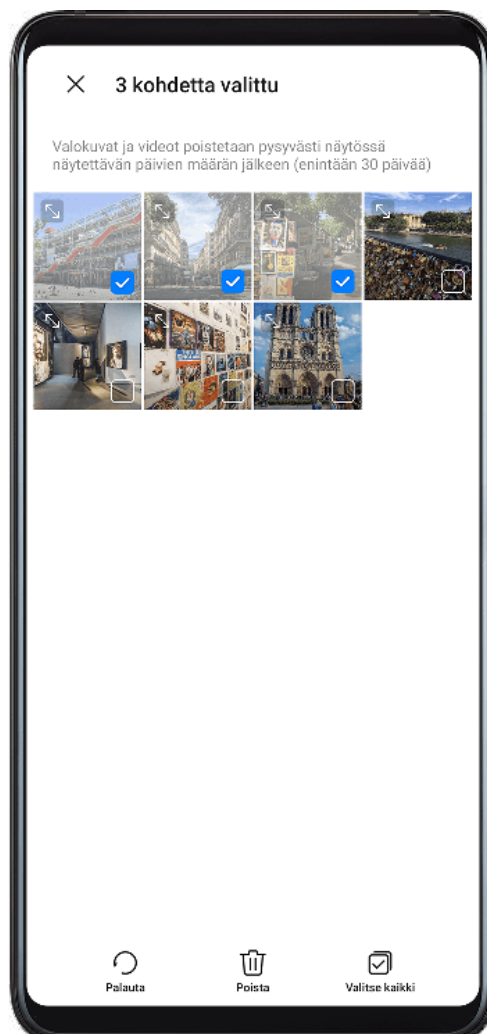 3 kohdetta valittu
Valokuvat ja videot poistetaan pysyvästi näytössä
näytettävän päivien määrän jälkeen (enintään 30 päivää)
Palauta
Poista
Valitse kaikki